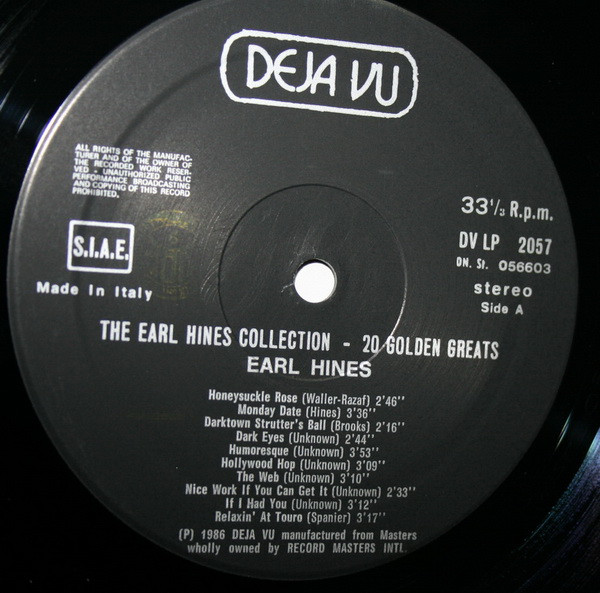 DEJA VU
ALL RIGHTS OF THE MANUFAC-
TURER AND OF THE OWNER OF
THE RECORDED WORK RESER-
VED - UNAUTHORIZED PUBLIC
PERFORMANCE BROADCASTING
AND COPYING OF THIS RECORD
PROHIBITED.
S.I.A.E.
Made In Italy
33 1/3 R.p.m.
DV LP 2057
ON. St. 056603
stereo
Side A
THE EARL HINES COLLECTION - 20 GOLDEN GREATS
EARL HINES
Honeysuckle Rose (Waller-Razaf) 2'46''
Monday Date (Hines) 3'36''
Darktown Strutter's Ball (Brooks) 2'16''
Dark Eyes (Unknown) 2'44''
Humoresque (Unknown) 3'53''
Hollywood Hop (Unknown) 3'09''
The Web (Unknown) 3'10''
Nice Work If You Can Get It (Unknown) 2'33''
If I Had You (Unknown) 3'12''
Relaxin' At Touro (Spanier) 3'17''
(P) 1986 DEJA VU manufactured from Masters
wholly owned by RECORD MASTERS INTL.